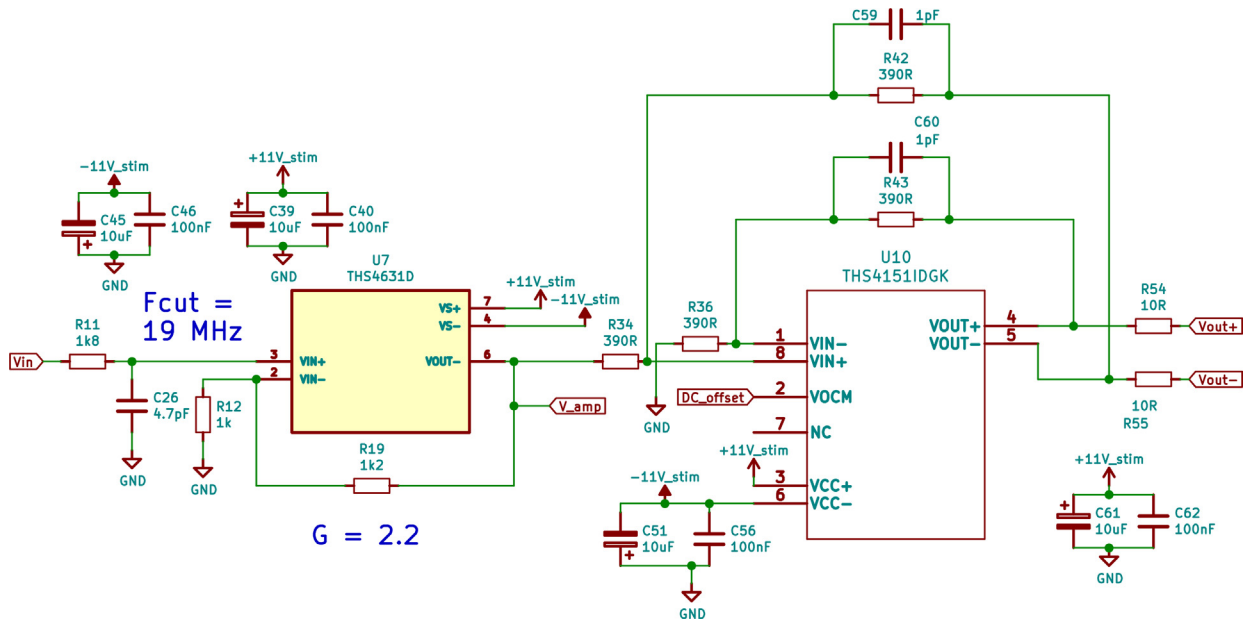 C59 1pF
R42
390R
C60
1pF
R43
390R
-11V_stim
C45
10uF
C46
100nF
GND
+11V_stim
C39
10uF
C40
100nF
GND
U7
THS4631D
Fcut =
19 MHz
R11
1k8
Vin
C26
4.7pF
GND
R12
1k
GND
3 VIN+
2 VIN-
VS+ 7
VS- 4
VOUT- 6
+11V_stim
-11V_stim
V_amp
R19
1k2
G = 2.2
R34
390R
R36
390R
GND
DC_offset
U10
THS4151IDGK
1 VIN-
8 VIN+
2 VOCM
7 NC
3 VCC+
6 VCC-
VOUT+ 4
VOUT- 5
+11V_stim
-11V_stim
C51
10uF
C56
100nF
GND
R54
10R
Vout+
Vout-
10R
R55
+11V_stim
C61
10uF
C62
100nF
GND